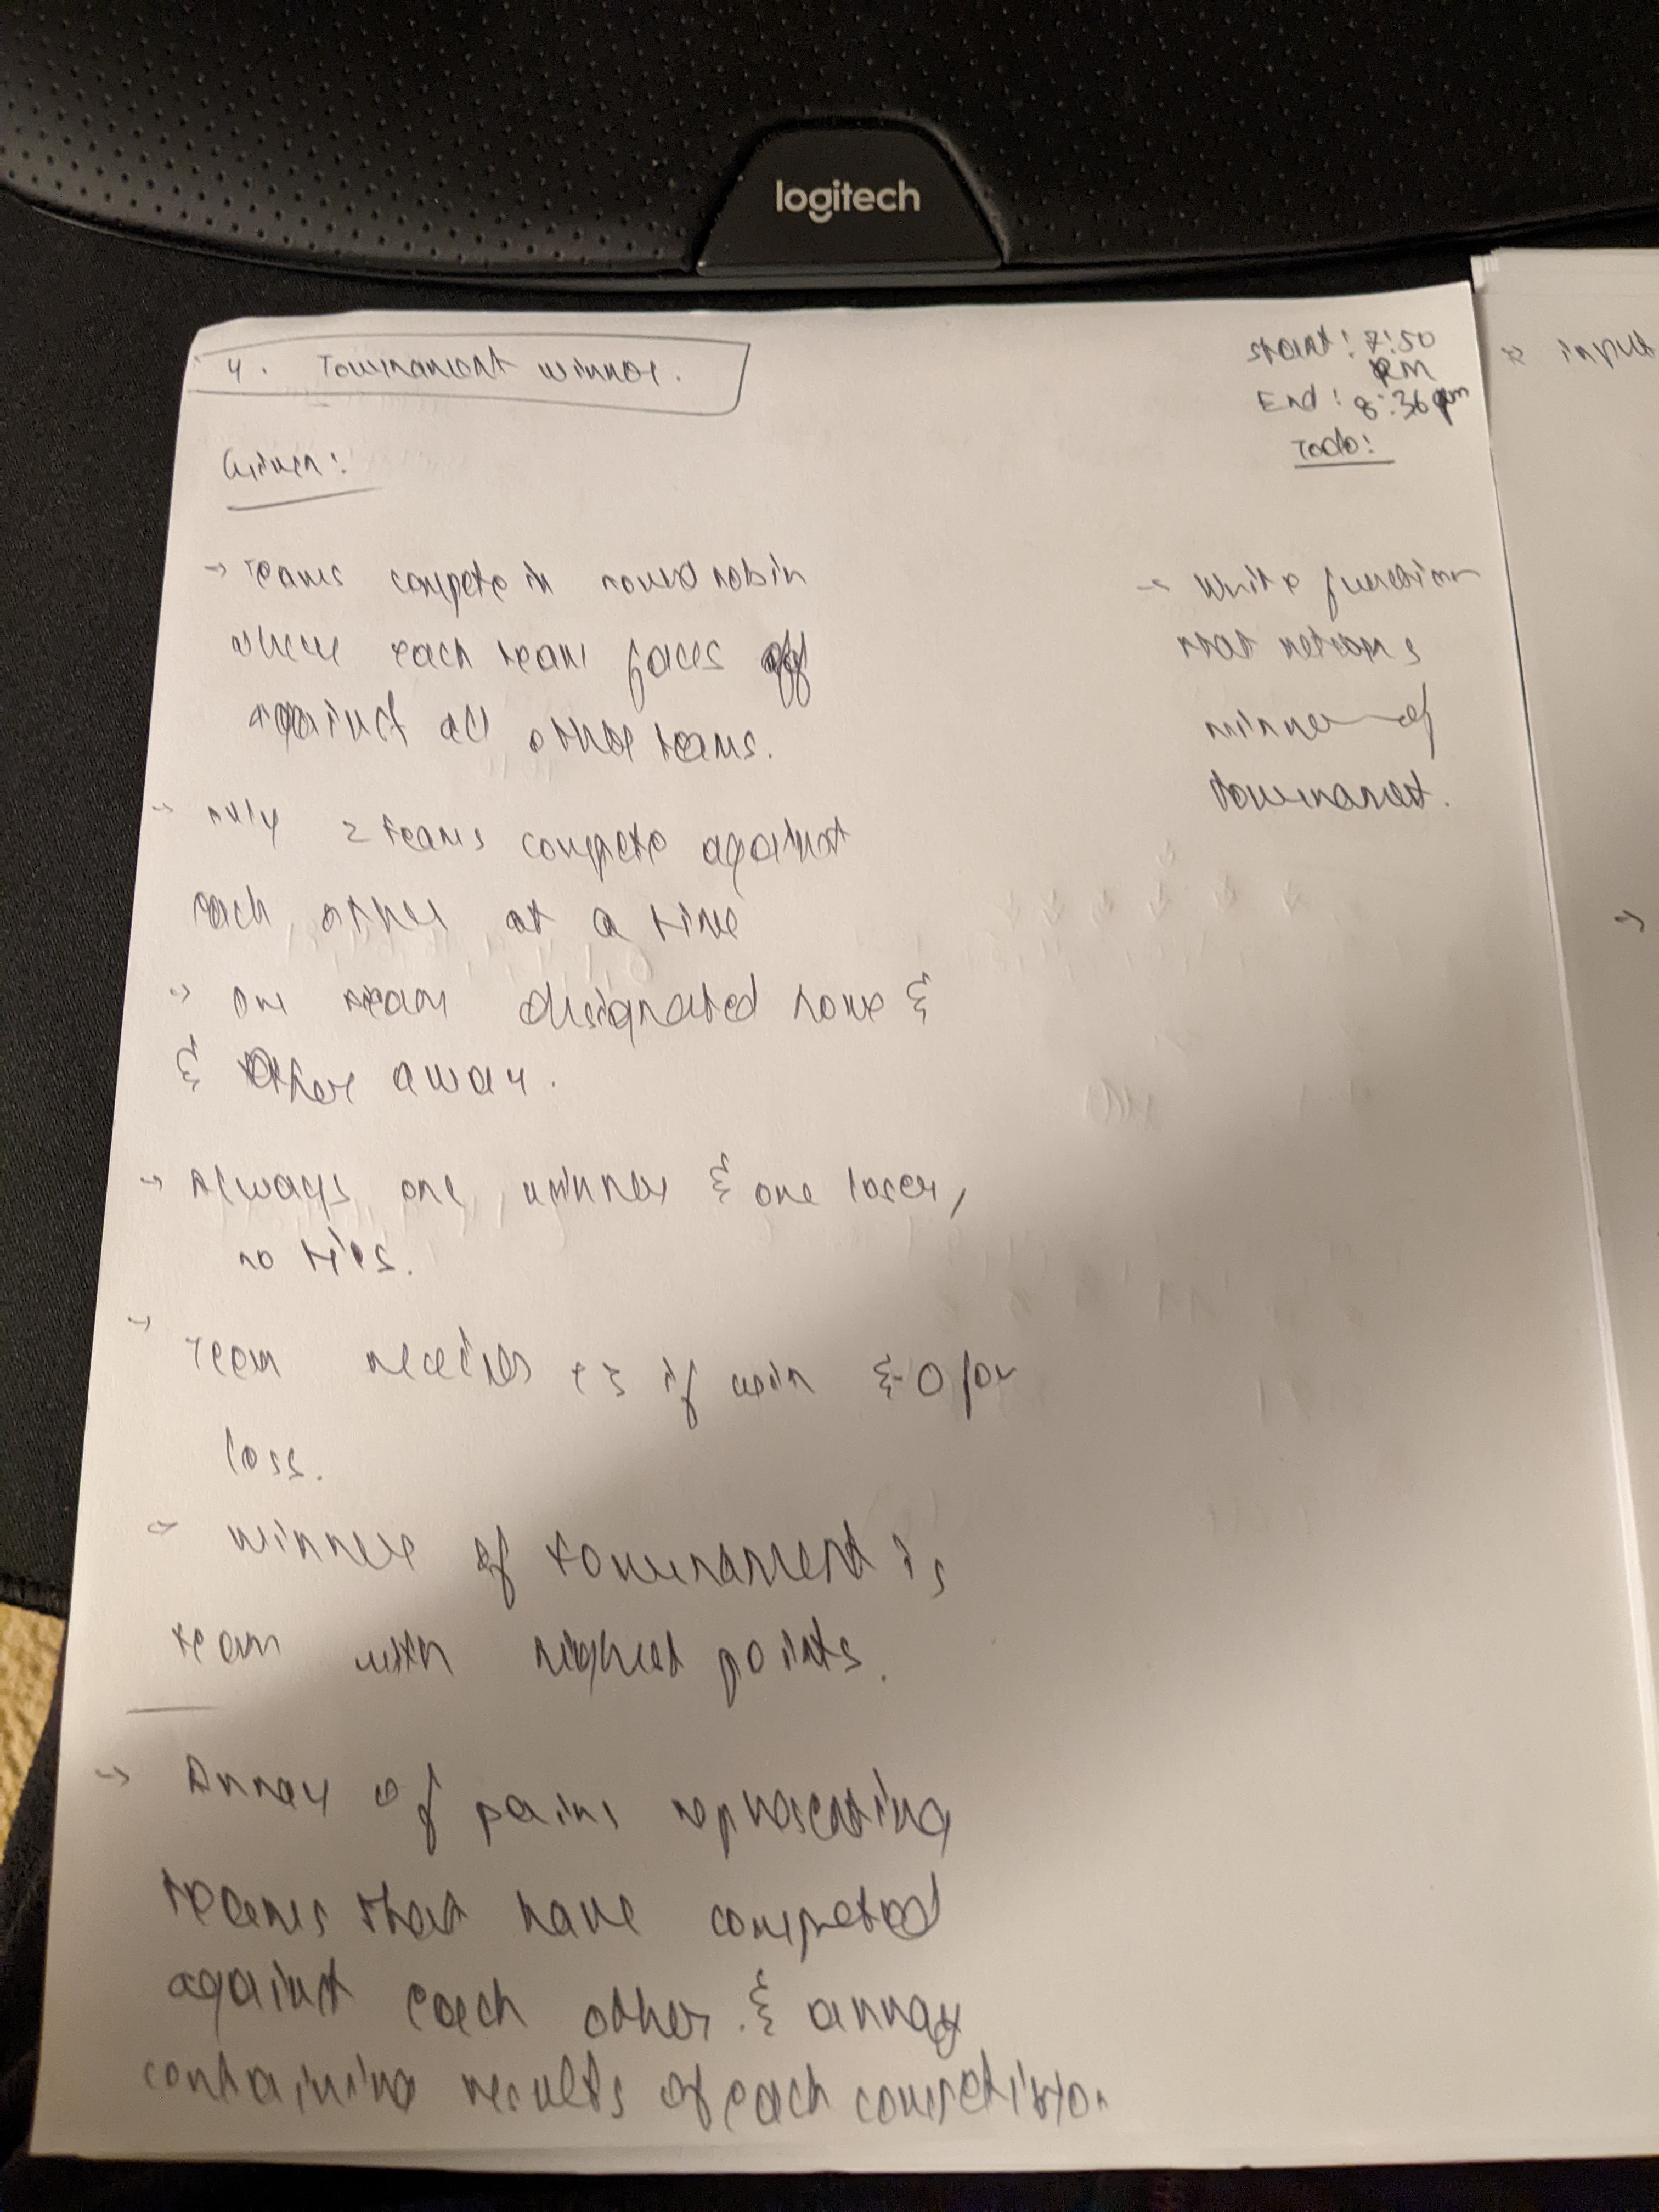 logitech
4. Tournament winner.
Start: 7:50
PM
End: 8:36 pm
Todo:
Given:
→ Teams compete in round robin
where each team faces off
against all other teams.
→ only 2 teams compete against
each other at a time
→ one team designated home &
& other away.
→ Always one winner & one loser,
no ties.
→ Team receives +3 if win & 0 for
loss.
→ winner of tournament is
team with highest points.
→ Array of pairs representing
teams that have competed
against each other. & array
containing results of each competition.
→ Write function
that returns
winner of
tournament.
→ input
→